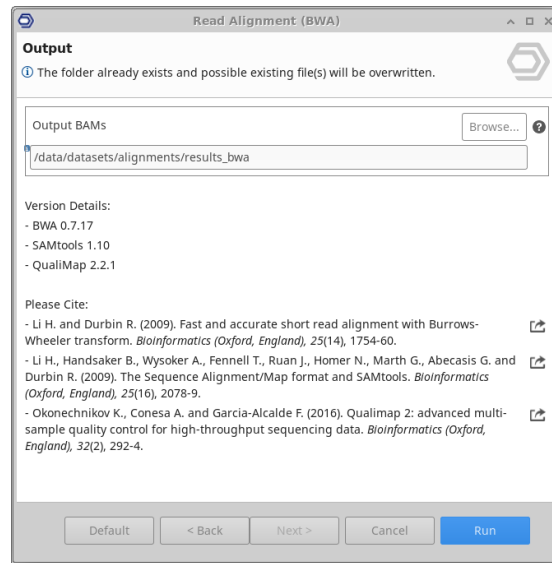 Read Alignment (BWA)
Output
The folder already exists and possible existing file(s) will be overwritten.
Output BAMs
Browse...
/data/datasets/alignments/results_bwa
Version Details:
- BWA 0.7.17
- SAMtools 1.10
- QualiMap 2.2.1
Please Cite:
- Li H. and Durbin R. (2009). Fast and accurate short read alignment with Burrows-
Wheeler transform. Bioinformatics (Oxford, England), 25(14), 1754-60.
- Li H., Handsaker B., Wysoker A., Fennell T., Ruan J., Homer N., Marth G., Abecasis G. and
Durbin R. (2009). The Sequence Alignment/Map format and SAMtools. Bioinformatics
(Oxford, England), 25(16), 2078-9.
- Okonechnikov K., Conesa A. and Garcia-Alcalde F. (2016). Qualimap 2: advanced multi-
sample quality control for high-throughput sequencing data. Bioinformatics (Oxford,
England), 32(2), 292-4.
Default
< Back
Next >
Cancel
Run